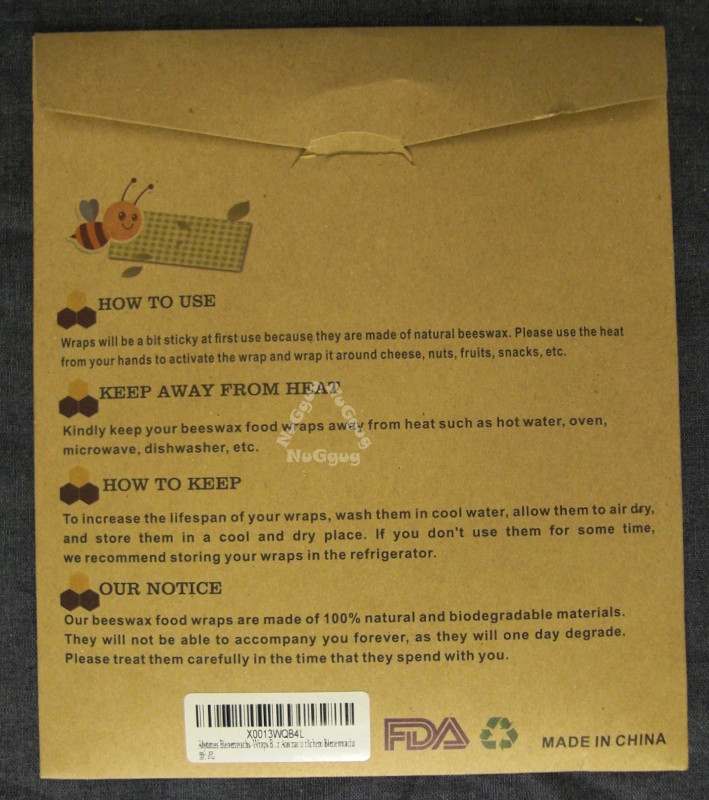 HOW TO USE
Wraps will be a bit sticky at first use because they are made of natural beeswax. Please use the heat
from your hands to activate the wrap and wrap it around cheese, nuts, fruits, snacks, etc.
KEEP AWAY FROM HEAT
Kindly keep your beeswax food wraps away from heat such as hot water, oven,
microwave, dishwasher, etc.
NuGgug NuGgug
NuGgug
HOW TO KEEP
To increase the lifespan of your wraps, wash them in cool water, allow them to air dry,
and store them in a cool and dry place. If you don't use them for some time,
we recommend storing your wraps in the refrigerator.
OUR NOTICE
Our beeswax food wraps are made of 100% natural and biodegradable materials.
They will not be able to accompany you forever, as they will one day degrade.
Please treat them carefully in the time that they spend with you.
X0013WQB4L
Bienenwachs-Wraps Bienenwachs
FDA
MADE IN CHINA